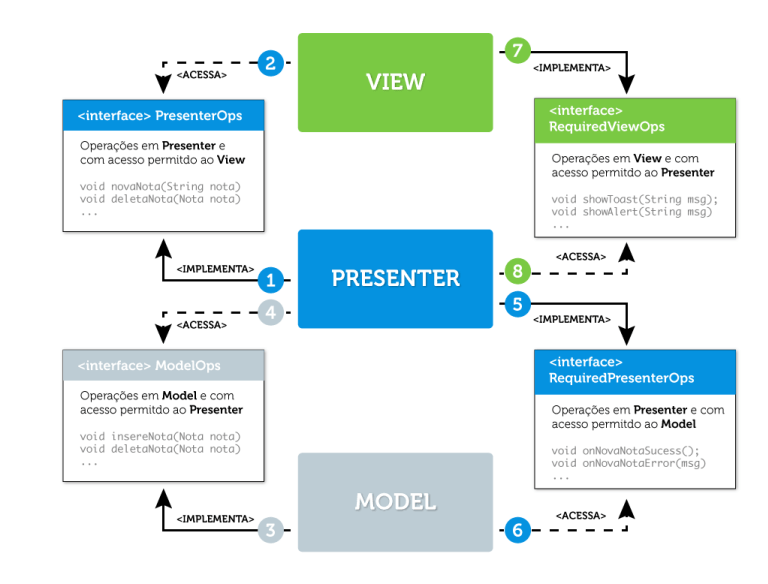 VIEW
2
<ACESSA>
7
<IMPLEMENTA>
<interface> PresenterOps
Operações em Presenter e
com acesso permitdo ao View
void novaNota(String nota)
void deletaNota(Nota nota)
...
<interface>
RequiredViewOps
Operações em View e com
acesso permitdo ao Presenter
void showToast(String msg);
void showAlert(String msg)
...
PRESENTER
<IMPLEMENTA>
1
8
<ACESSA>
4
<ACESSA>
5
<IMPLEMENTA>
<interface> ModelOps
Operações em Model e com
acesso permitdo ao Presenter
void insereNota(Nota nota)
void deletaNota(Nota nota)
...
<interface>
RequiredPresenterOps
Operações em Presenter e com
acesso permitdo ao Model
void onNovaNotaSucess();
void onNovaNotaError(msg)
...
MODEL
<IMPLEMENTA>
3
6
<ACESSA>